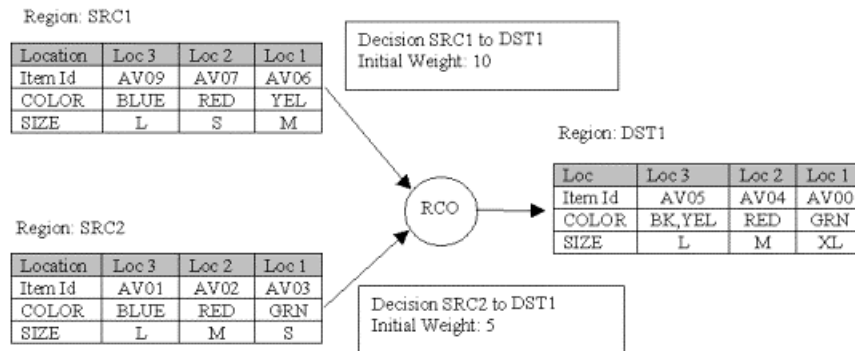 Region: SRC1
Location Loc 3 Loc 2 Loc 1
Item Id AV09 AV07 AV06
COLOR BLUE RED YEL
SIZE L S M
Decision SRC1 to DST1
Initial Weight: 10
Region: DST1
Loc Loc 3 Loc 2 Loc 1
Item Id AV05 AV04 AV00
COLOR BK,YEL RED GRN
SIZE L M XL
RCO
Region: SRC2
Location Loc 3 Loc 2 Loc 1
Item Id AV01 AV02 AV03
COLOR BLUE RED GRN
SIZE L M S
Decision SRC2 to DST1
Initial Weight: 5